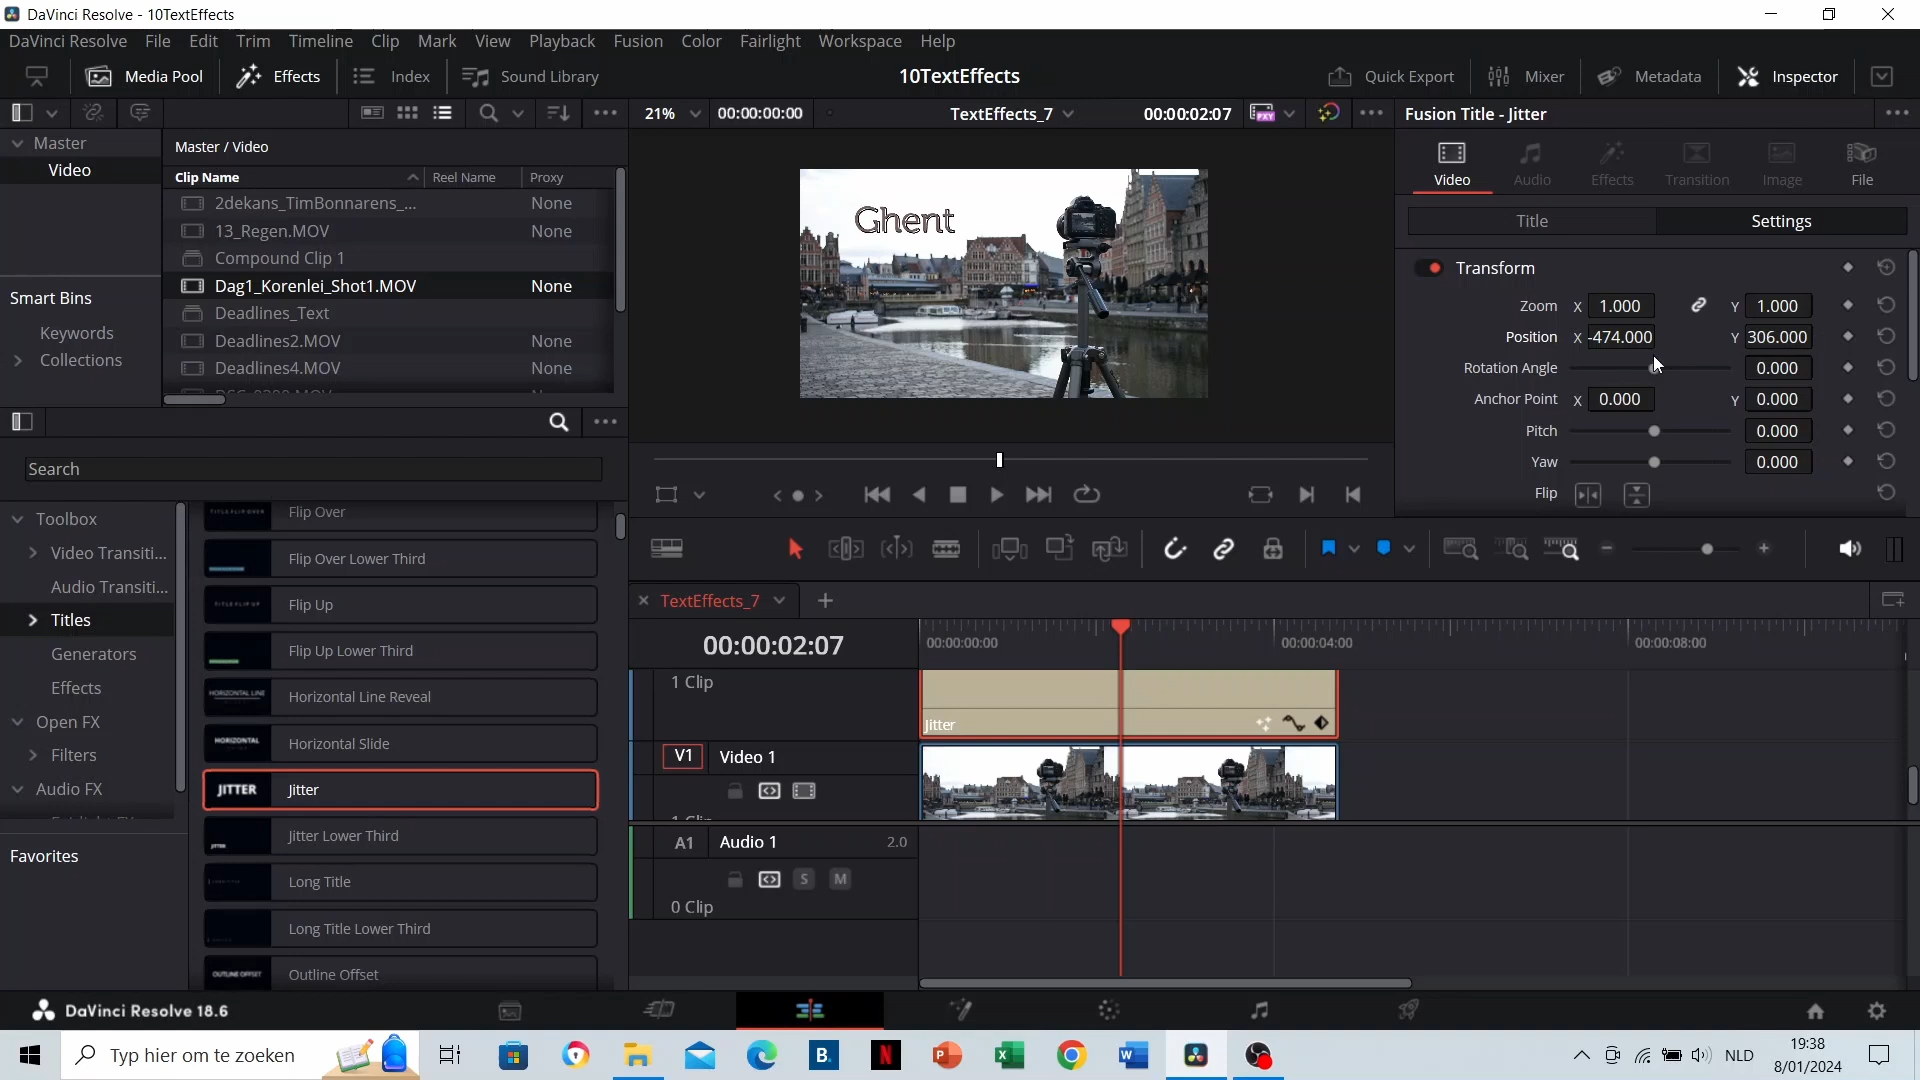 DaVinci Resolve - 10TextEffects
DaVinci Resolve File Edit Trim Timeline Clip Mark View Playback Fusion Color Fairlight Workspace Help
Media Pool Effects Index Sound Library 10TextEffects Quick Export Mixer Metadata Inspector
21% 00:00:00:00 TextEffects_7 00:00:02:07 PXY Fusion Title - Jitter
Master Master / Video
Video Clip Name Reel Name Proxy
2dekans_TimBonnarens_... None
13_Regen.MOV None
Compound Clip 1
Dag1_Korenlei_Shot1.MOV None
Smart Bins Deadlines_Text
Keywords Deadlines2.MOV None
Collections Deadlines4.MOV None
Ghent
Video Audio Effects Transition Image File
Title Settings
Transform
Zoom X 1.000 Y 1.000
Position X -474.000 Y 306.000
Rotation Angle 0.000
Anchor Point X 0.000 Y 0.000
Pitch 0.000
Yaw 0.000
Flip
Search
Toolbox
Video Transiti...
Audio Transiti...
Titles
Generators
Effects
Open FX
Filters
Audio FX
Favorites
TITLE FLIP OVER Flip Over
Flip Over Lower Third
TITLE FLIP UP Flip Up
Flip Up Lower Third
HORIZONTAL LINE Horizontal Line Reveal
HORIZONTAL Horizontal Slide
JITTER Jitter
Jitter Lower Third
Long Title
Long Title Lower Third
OUTLINE OFFSET Outline Offset
TextEffects_7
00:00:02:07 00:00:00:00 00:00:04:00 00:00:08:00
1 Clip
Jitter
V1 Video 1
A1 Audio 1 2.0
S M
0 Clip
DaVinci Resolve 18.6
Typ hier om te zoeken B. N P X W NLD 19:38
8/01/2024